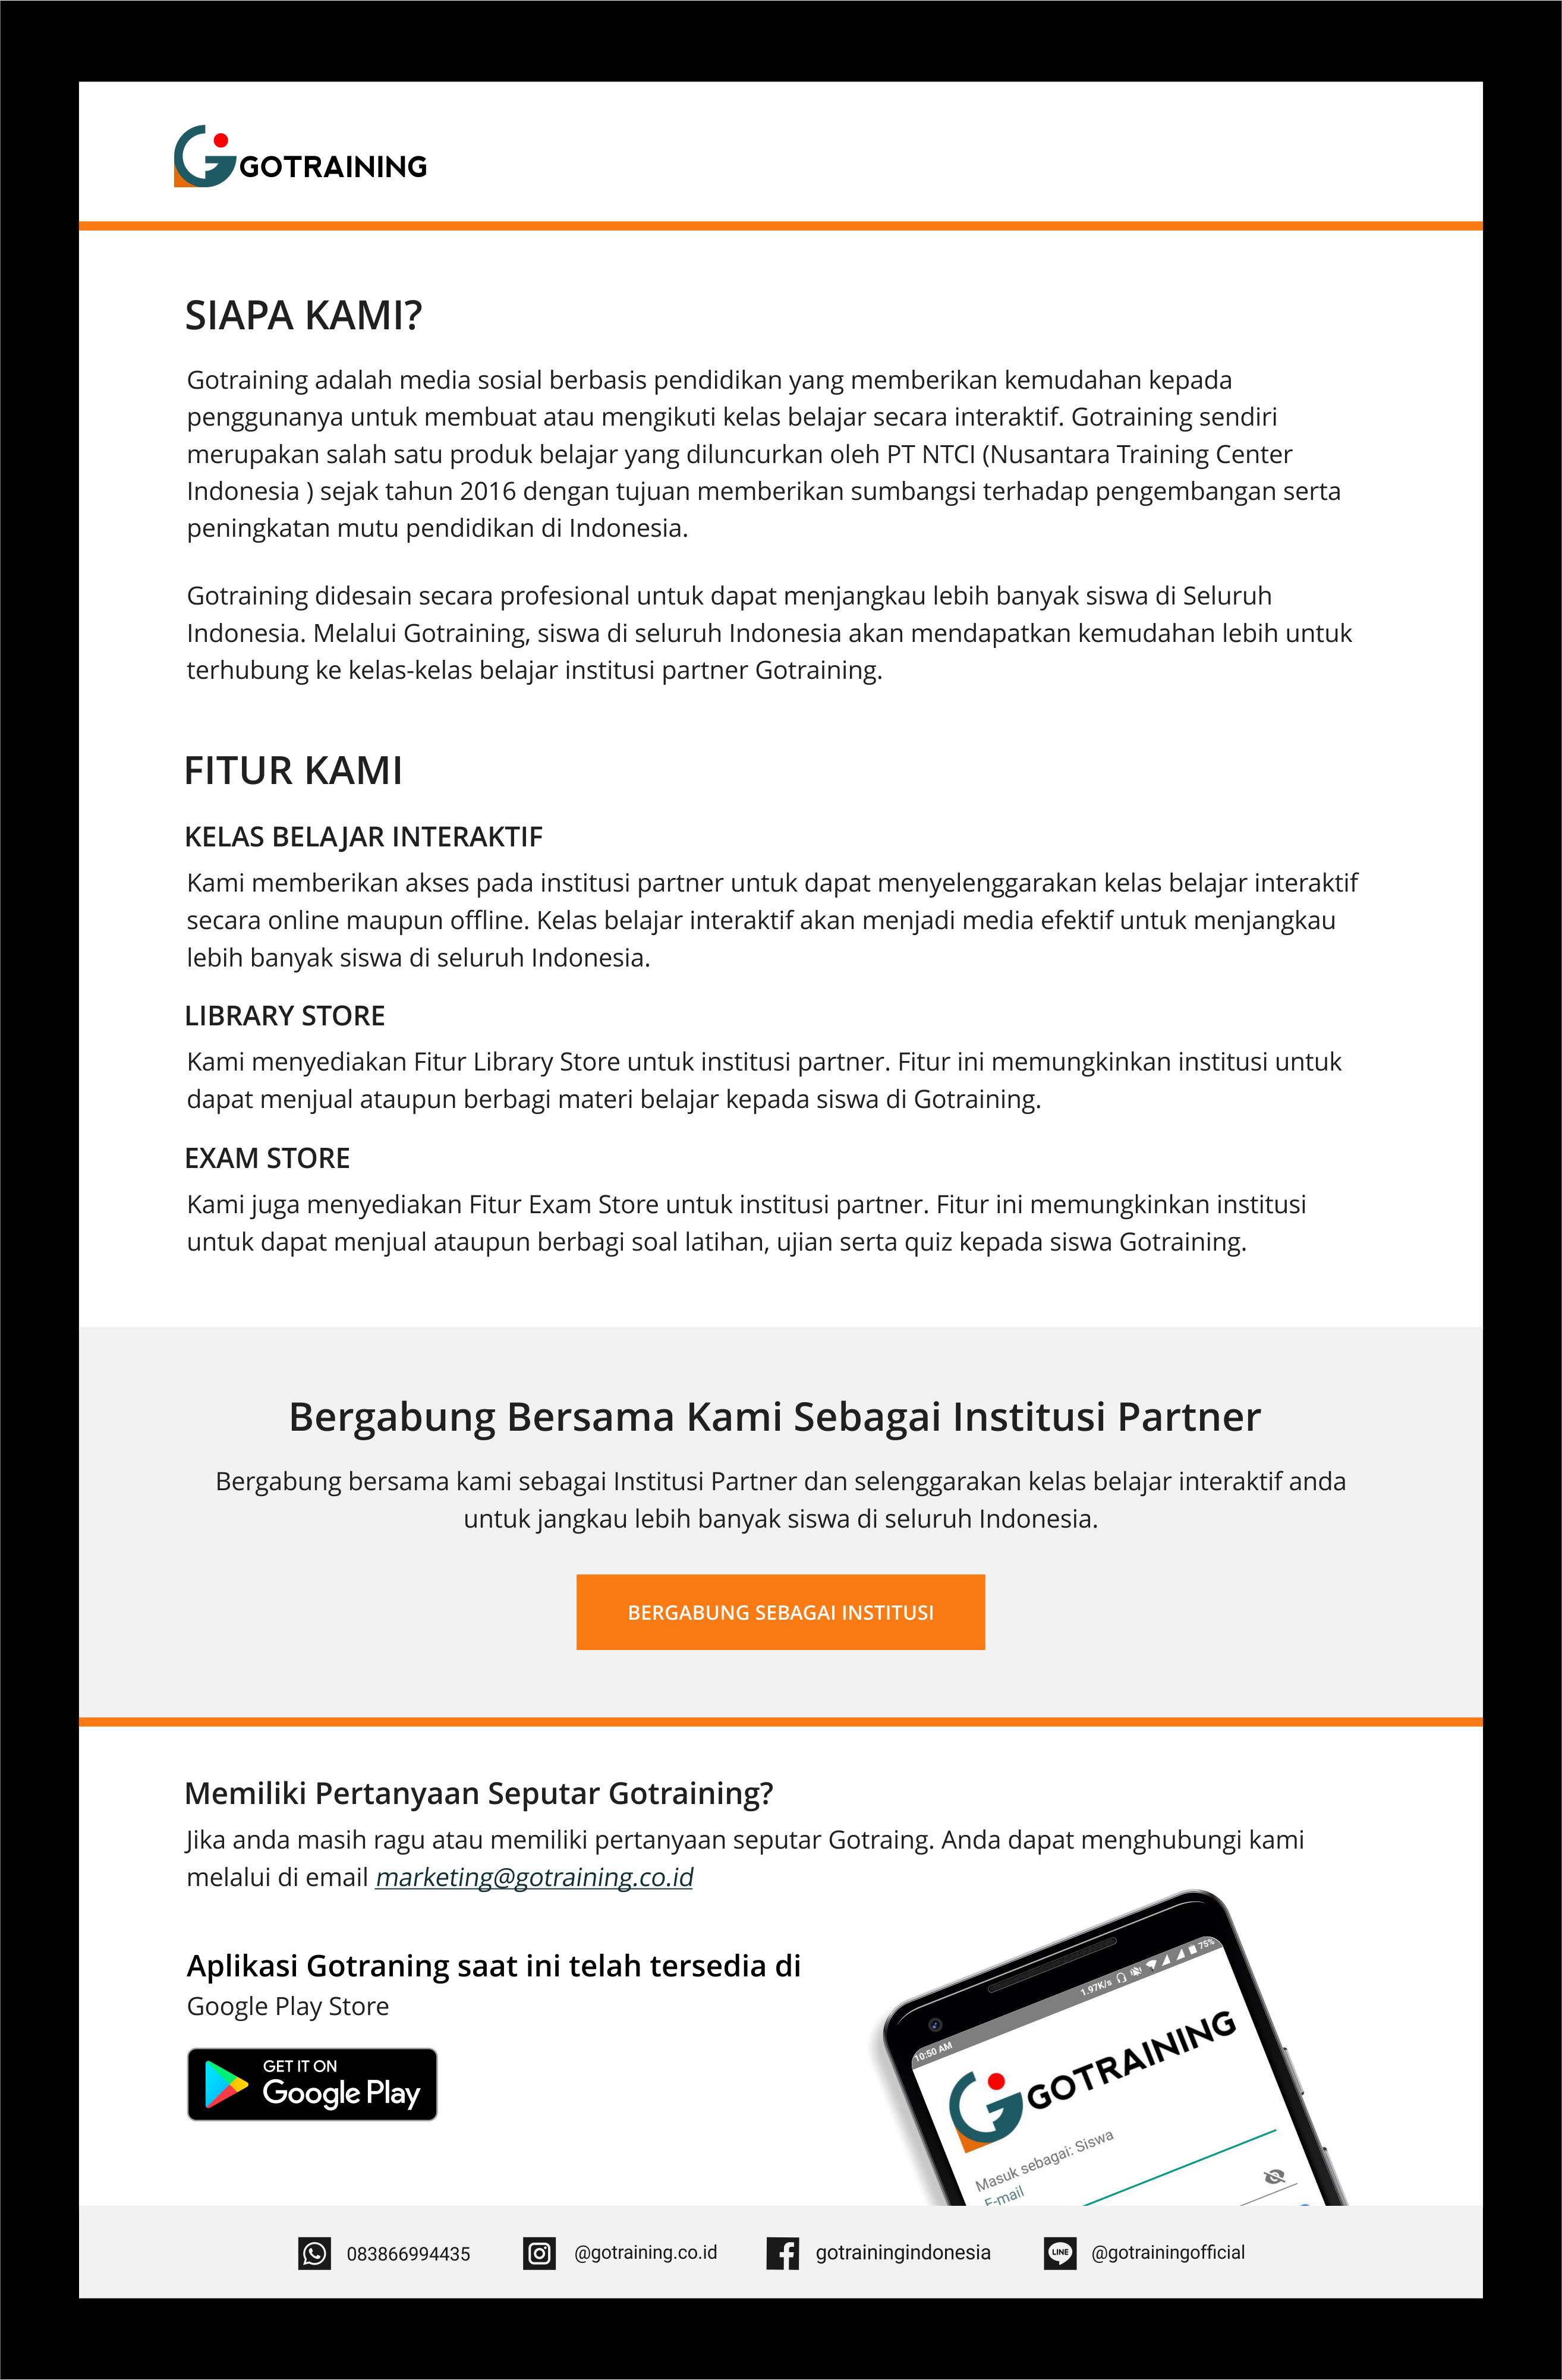 GOTRAINING
SIAPA KAMI?
Gotraining adalah media sosial berbasis pendidikan yang memberikan kemudahan kepada
penggunanya untuk membuat atau mengikuti kelas belajar secara interaktif. Gotraining sendiri
merupakan salah satu produk belajar yang diluncurkan oleh PT NTCI (Nusantara Training Center
Indonesia ) sejak tahun 2016 dengan tujuan memberikan sumbangsi terhadap pengembangan serta
peningkatan mutu pendidikan di Indonesia.
Gotraining didesain secara profesional untuk dapat menjangkau lebih banyak siswa di Seluruh
Indonesia. Melalui Gotraining, siswa di seluruh Indonesia akan mendapatkan kemudahan lebih untuk
terhubung ke kelas-kelas belajar institusi partner Gotraining.
FITUR KAMI
KELAS BELAJAR INTERAKTIF
Kami memberikan akses pada institusi partner untuk dapat menyelenggarakan kelas belajar interaktif
secara online maupun offline. Kelas belajar interaktif akan menjadi media efektif untuk menjangkau
lebih banyak siswa di seluruh Indonesia.
LIBRARY STORE
Kami menyediakan Fitur Library Store untuk institusi partner. Fitur ini memungkinkan institusi untuk
dapat menjual ataupun berbagi materi belajar kepada siswa di Gotraining.
EXAM STORE
Kami juga menyediakan Fitur Exam Store untuk institusi partner. Fitur ini memungkinkan institusi
untuk dapat menjual ataupun berbagi soal latihan, ujian serta quiz kepada siswa Gotraining.
Bergabung Bersama Kami Sebagai Institusi Partner
Bergabung bersama kami sebagai Institusi Partner dan selenggarakan kelas belajar interaktif anda
untuk jangkau lebih banyak siswa di seluruh Indonesia.
BERGABUNG SEBAGAI INSTITUSI
Memiliki Pertanyaan Seputar Gotraining?
Jika anda masih ragu atau memiliki pertanyaan seputar Gotraing. Anda dapat menghubungi kami
melalui di email marketing@gotraining.co.id
Aplikasi Gotraning saat ini telah tersedia di
Google Play Store
GET IT ON
Google Play
10:50 AM 1.97K/s 75%
GOTRAINING
Masuk sebagai: Siswa
E-mail
083866994435
@gotraining.co.id
gotrainingindonesia
LINE
@gotrainingofficial